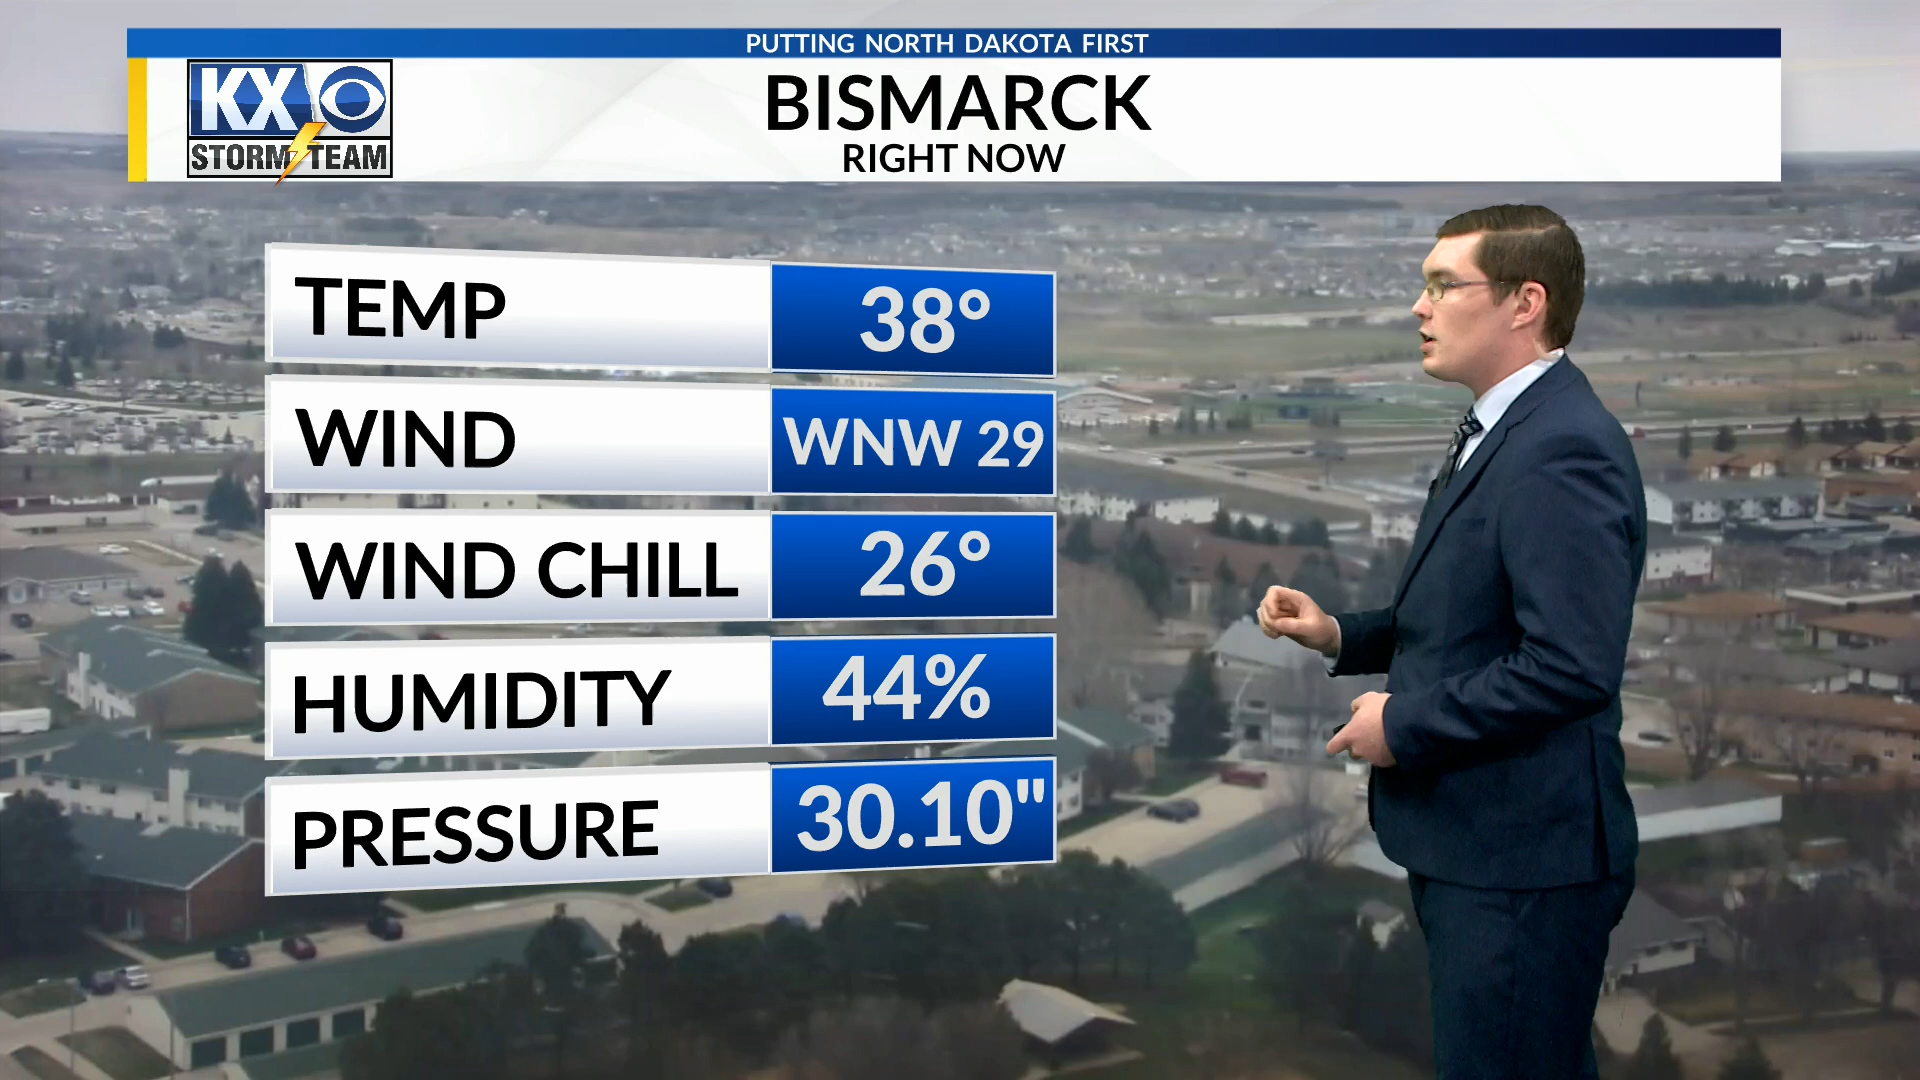 PUTTING NORTH DAKOTA FIRST
KX
STORM TEAM
BISMARCK
RIGHT NOW
TEMP 38°
WIND WNW 29
WIND CHILL 26°
HUMIDITY 44%
PRESSURE 30.10"